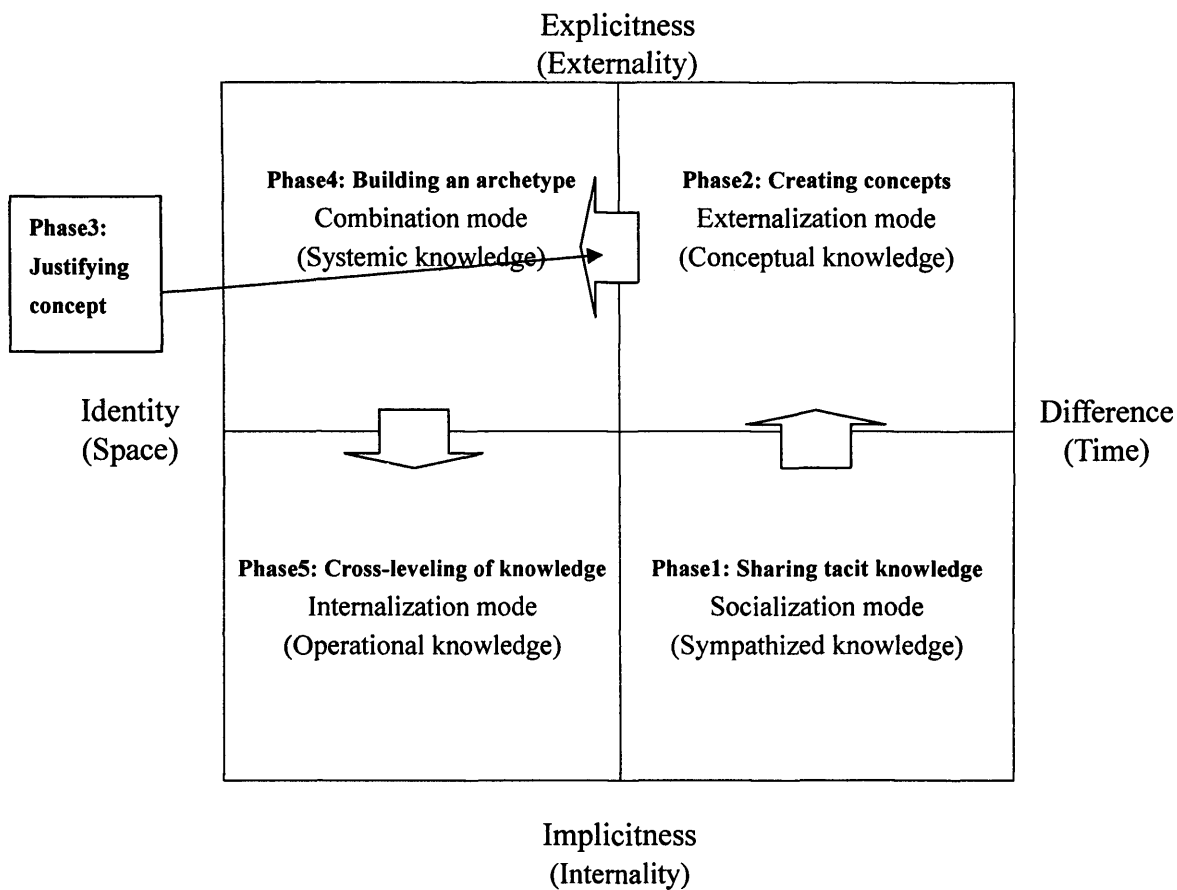 Explicitness
(Externality)
Phase4: Building an archetype
Combination mode
(Systemic knowledge)
Phase2: Creating concepts
Externalization mode
(Conceptual knowledge)
Phase3:
Justifying
concept
Identity
(Space)
Difference
(Time)
Phase5: Cross-leveling of knowledge
Internalization mode
(Operational knowledge)
Phase1: Sharing tacit knowledge
Socialization mode
(Sympathized knowledge)
Implicitness
(Internality)